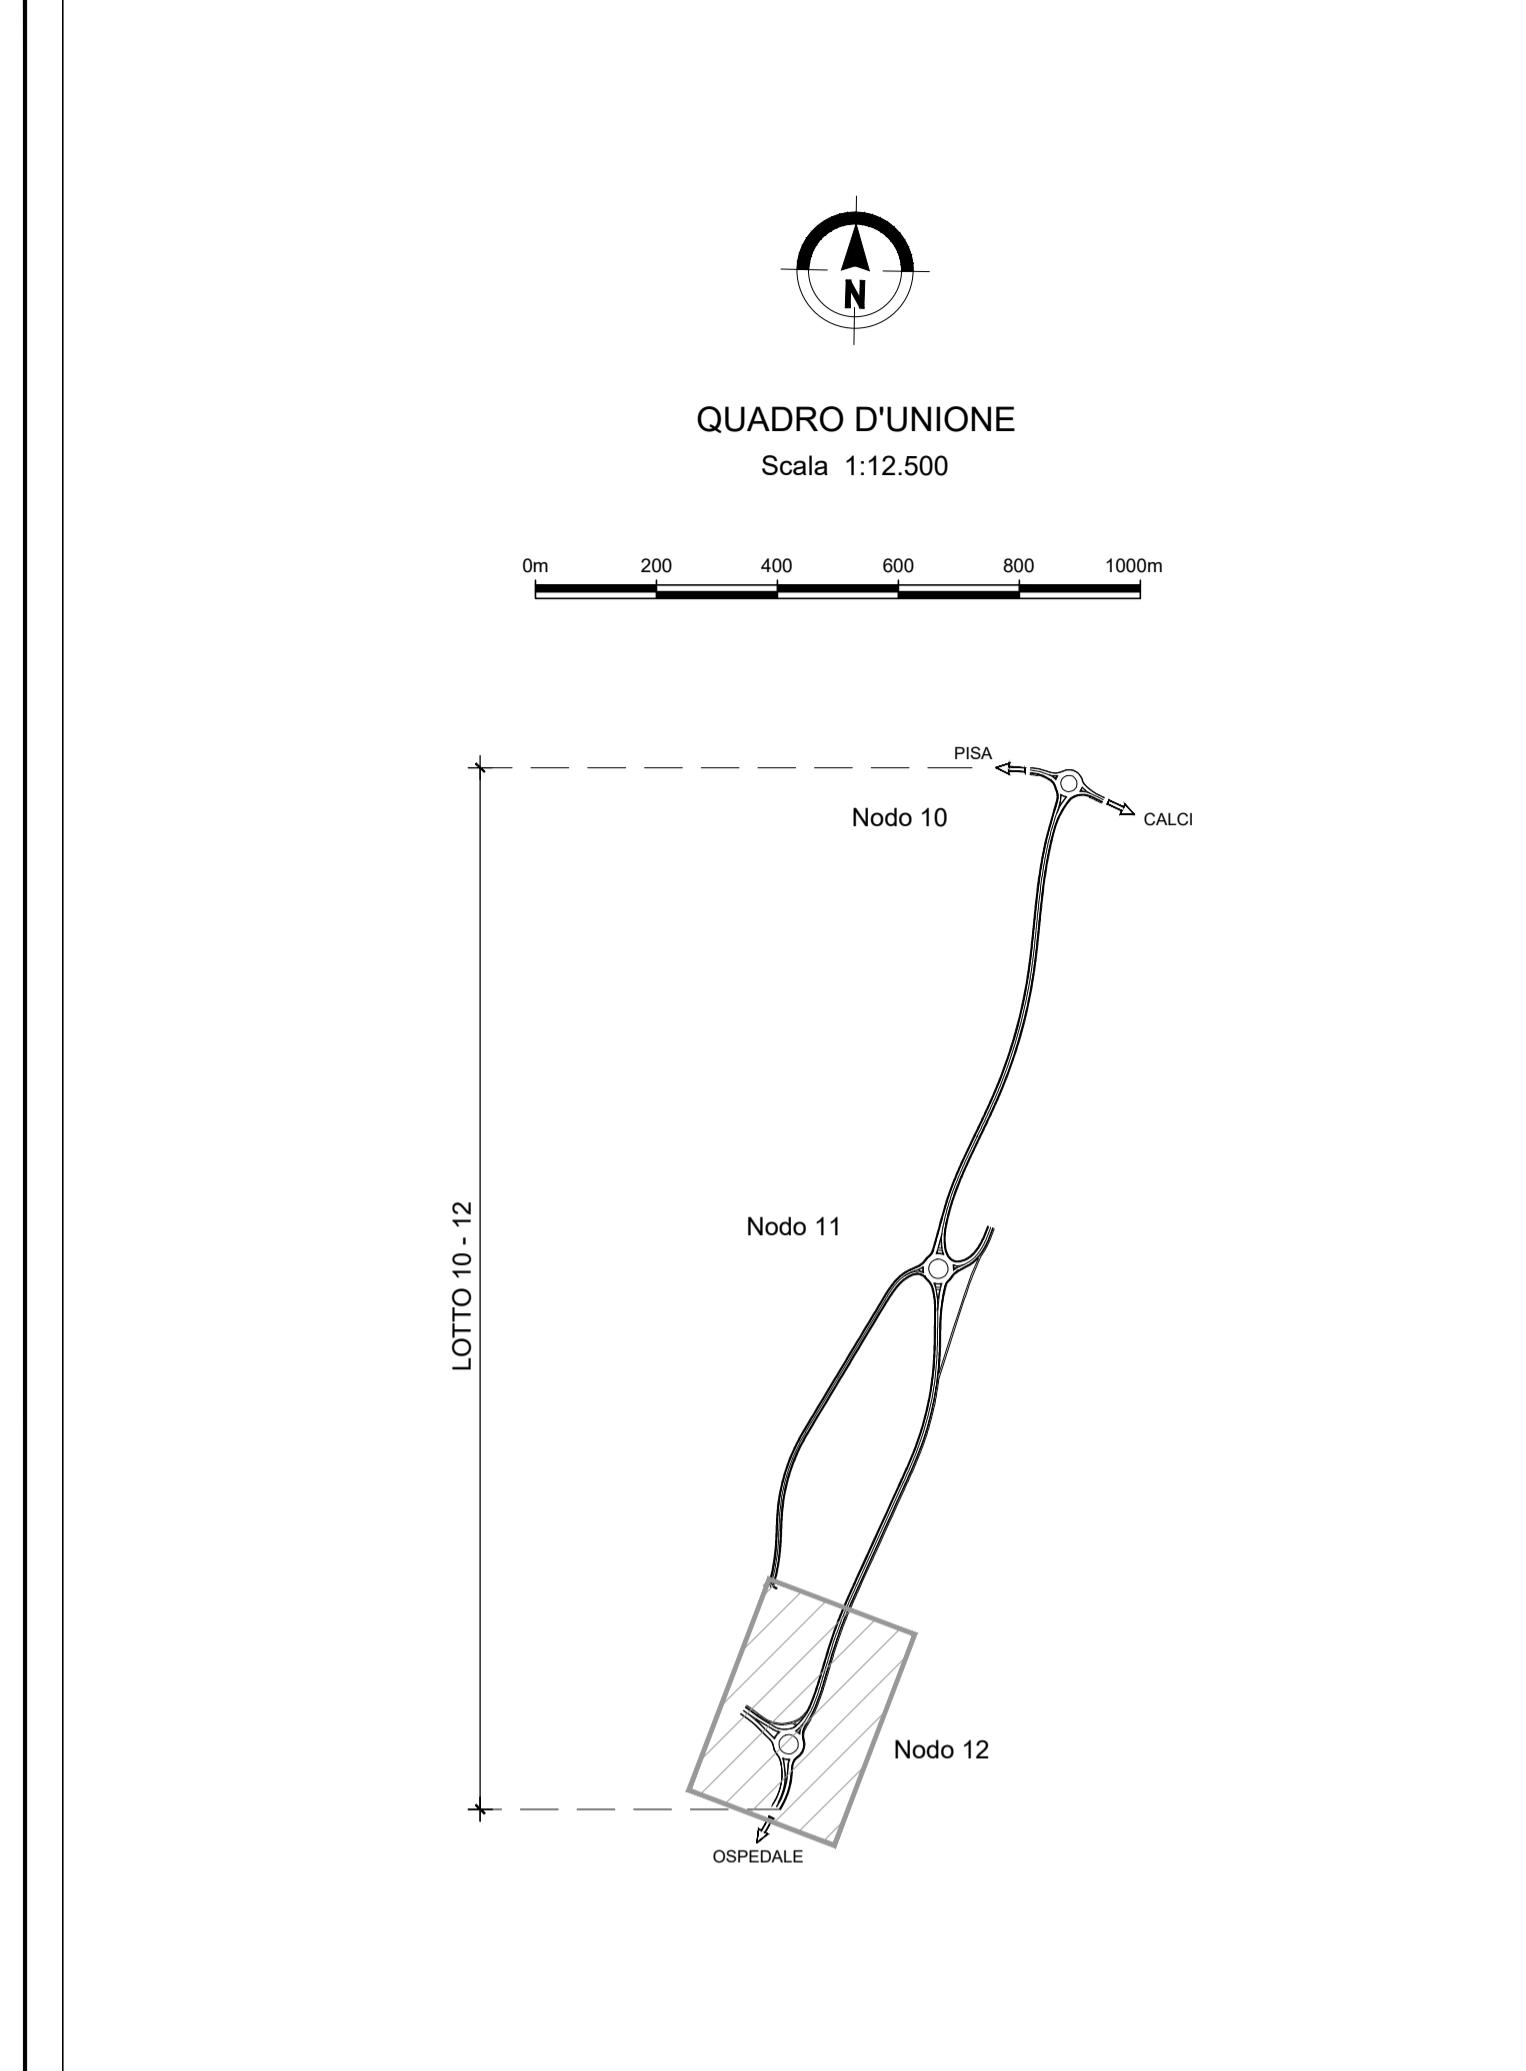 N
QUADRO D'UNIONE
Scala 1:12.500
0m 200 400 600 800 1000m
PISA
Nodo 10
CALCI
LOTTO 10 - 12
Nodo 11
Nodo 12
OSPEDALE